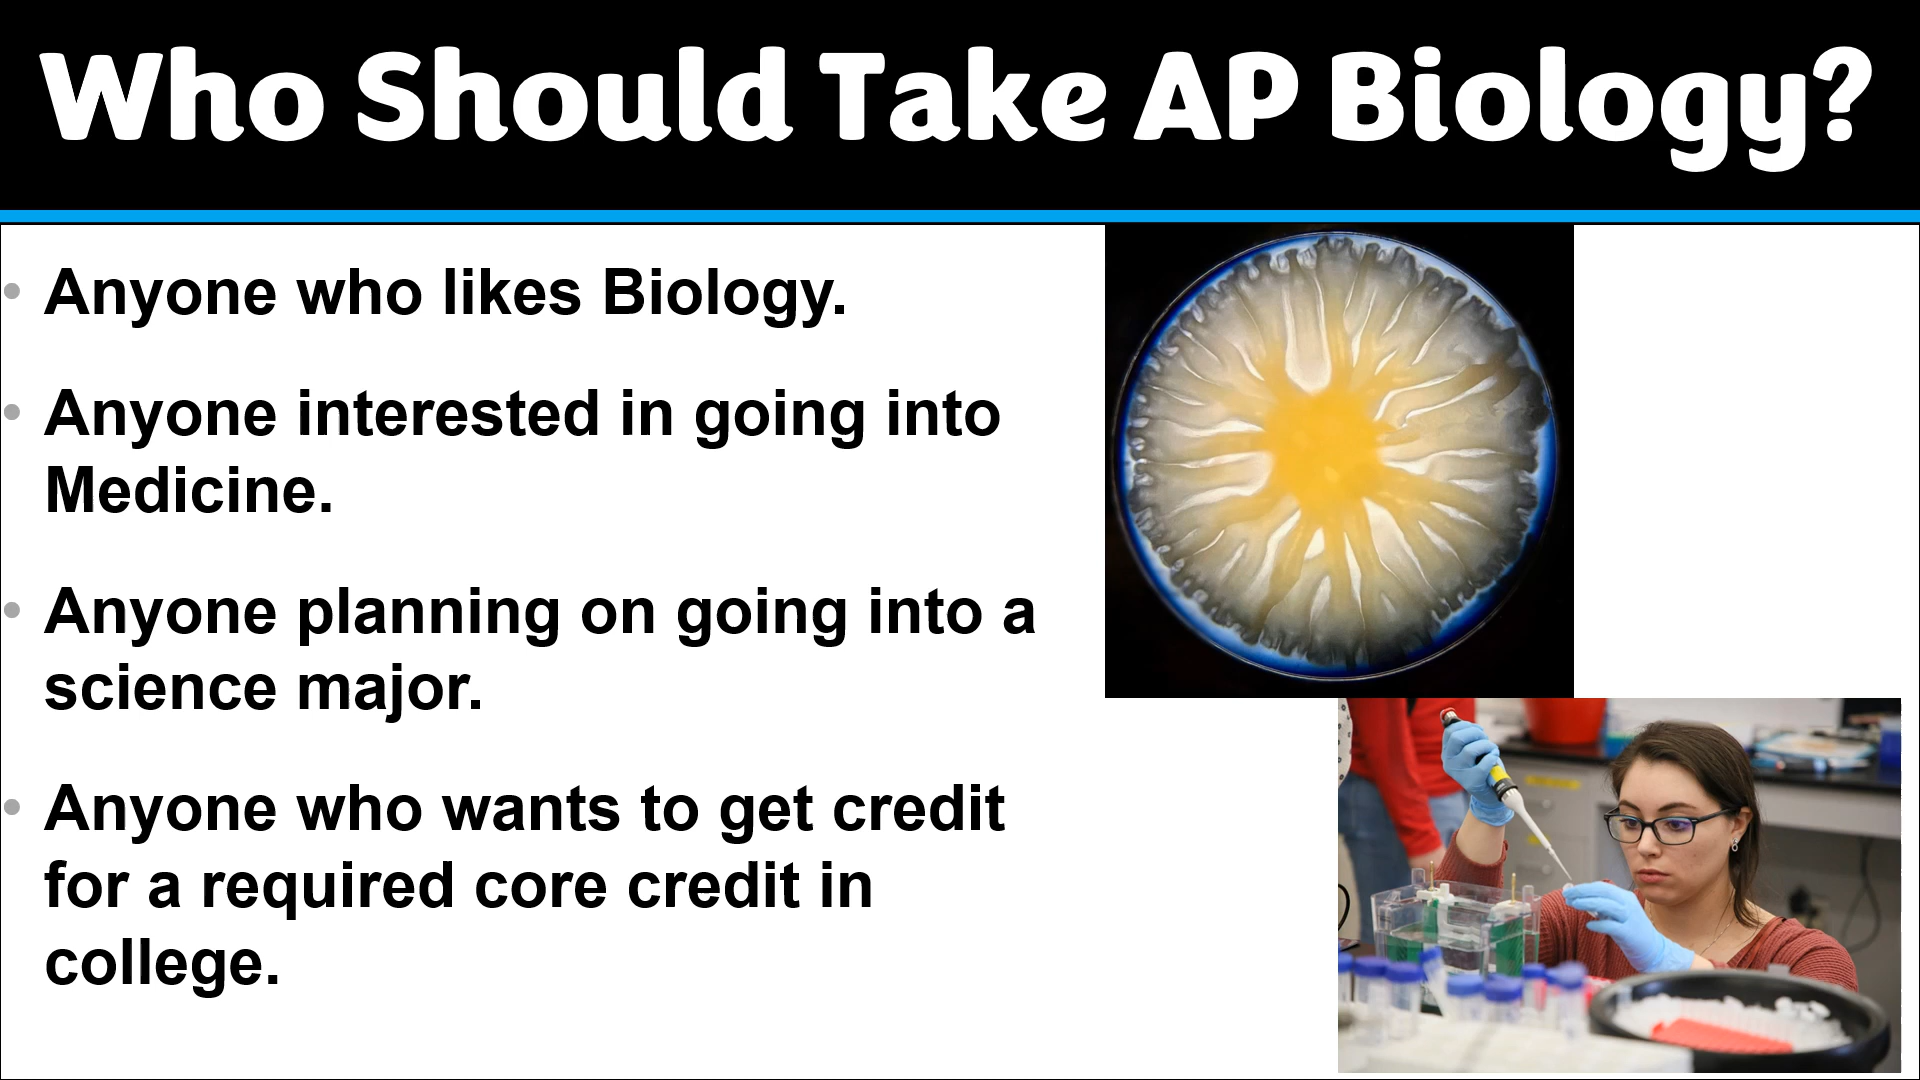 Who Should Take AP Biology?
• Anyone who likes Biology.
• Anyone interested in going into
Medicine.
• Anyone planning on going into a
science major.
• Anyone who wants to get credit
for a required core credit in
college.